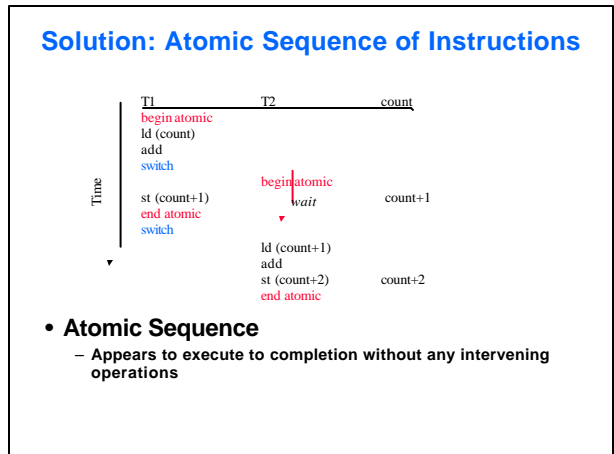 Solution: Atomic Sequence of Instructions
T1 T2 count
begin atomic
ld (count)
add
switch
begin atomic
Time
st (count+1) wait count+1
end atomic
switch
ld (count+1)
add
st (count+2) count+2
end atomic
• Atomic Sequence
– Appears to execute to completion without any intervening
operations